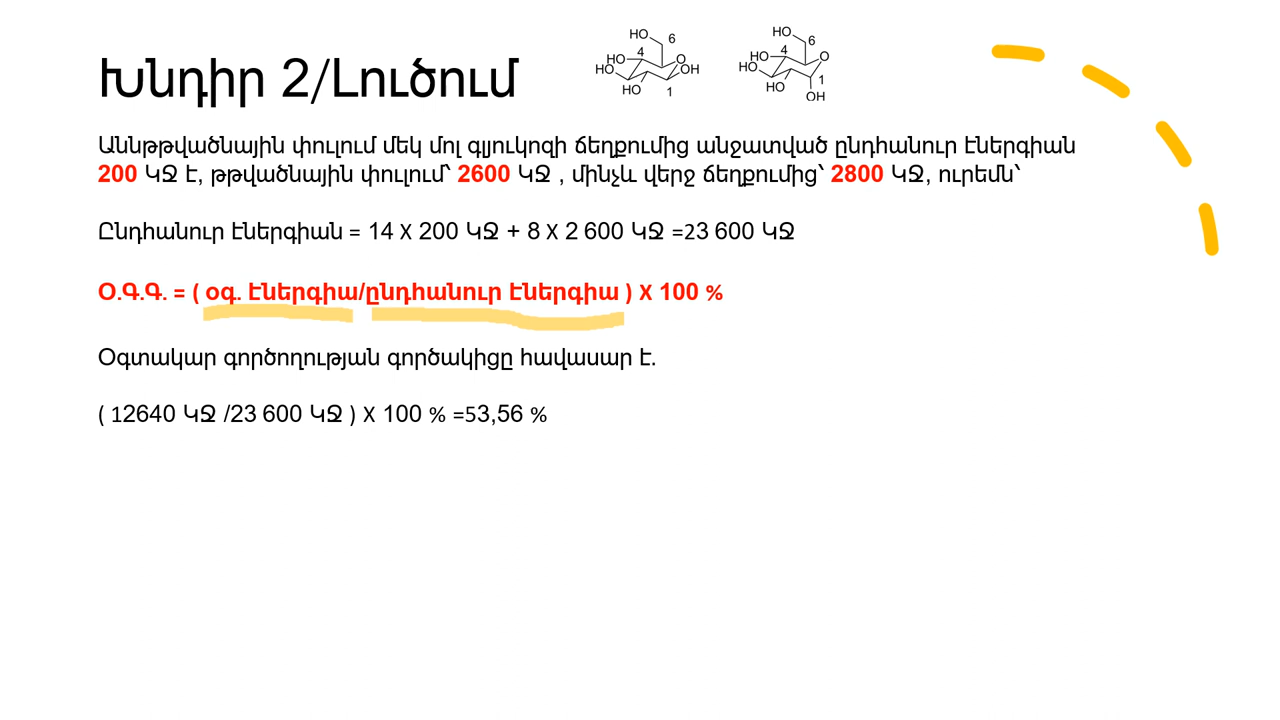 Խնդիր 2/Լուծում
HO 6 4 O HO HO OH HO 1
HO 6 4 O HO HO HO 1 OH
Աննթթվածնային փուլում մեկ մոլ գլյուկոզի ճեղքումից անջատված ընդհանուր էներգիան
200 ԿՋ է, թթվածնային փուլում՝ 2600 ԿՋ , մինչև վերջ ճեղքումից՝ 2800 ԿՋ, ուրեմն՝
Ընդհանուր էներգիան = 14 X 200 ԿՋ + 8 X 2 600 ԿՋ =23 600 ԿՋ
Օ.Գ.Գ. = ( օգ. էներգիա/ընդհանուր էներգիա ) X 100 %
Օգտակար գործողության գործակիցը հավասար է.
( 12640 ԿՋ /23 600 ԿՋ ) X 100 % =53,56 %